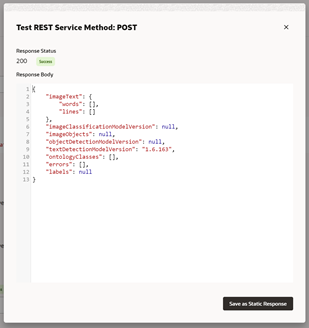 Test REST Service Method: POST
Response Status
200 Success
Response Body
1 {
2 "imageText": {
3 "words": [],
4 "lines": []
5 },
6 "imageClassificationModelVersion": null,
7 "imageObjects": null,
8 "objectDetectionModelVersion": null,
9 "textDetectionModelVersion": "1.6.163",
10 "ontologyClasses": [],
11 "errors": [],
12 "labels": null
13 }
Save as Static Response